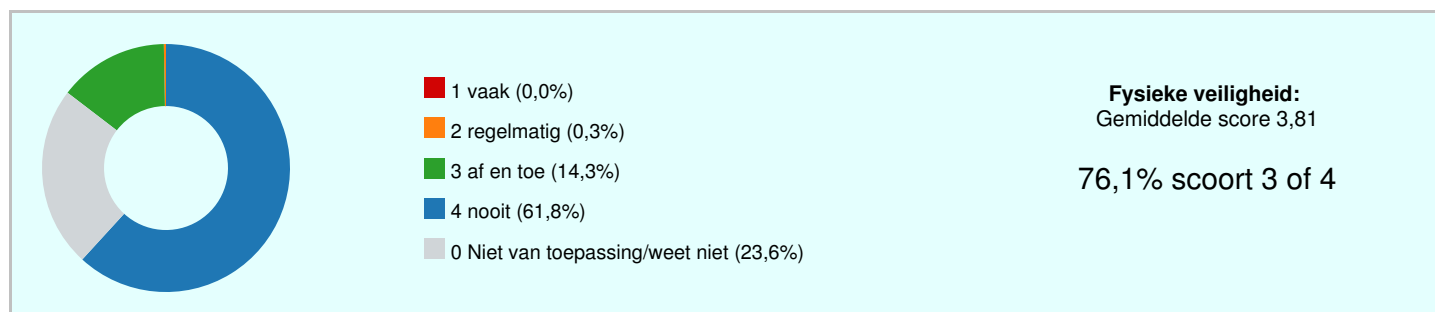 1 vaak (0,0%)
2 regelmatig (0,3%)
3 af en toe (14,3%)
4 nooit (61,8%)
0 Niet van toepassing/weet niet (23,6%)
Fysieke veiligheid:
Gemiddelde score 3,81
76,1% scoort 3 of 4